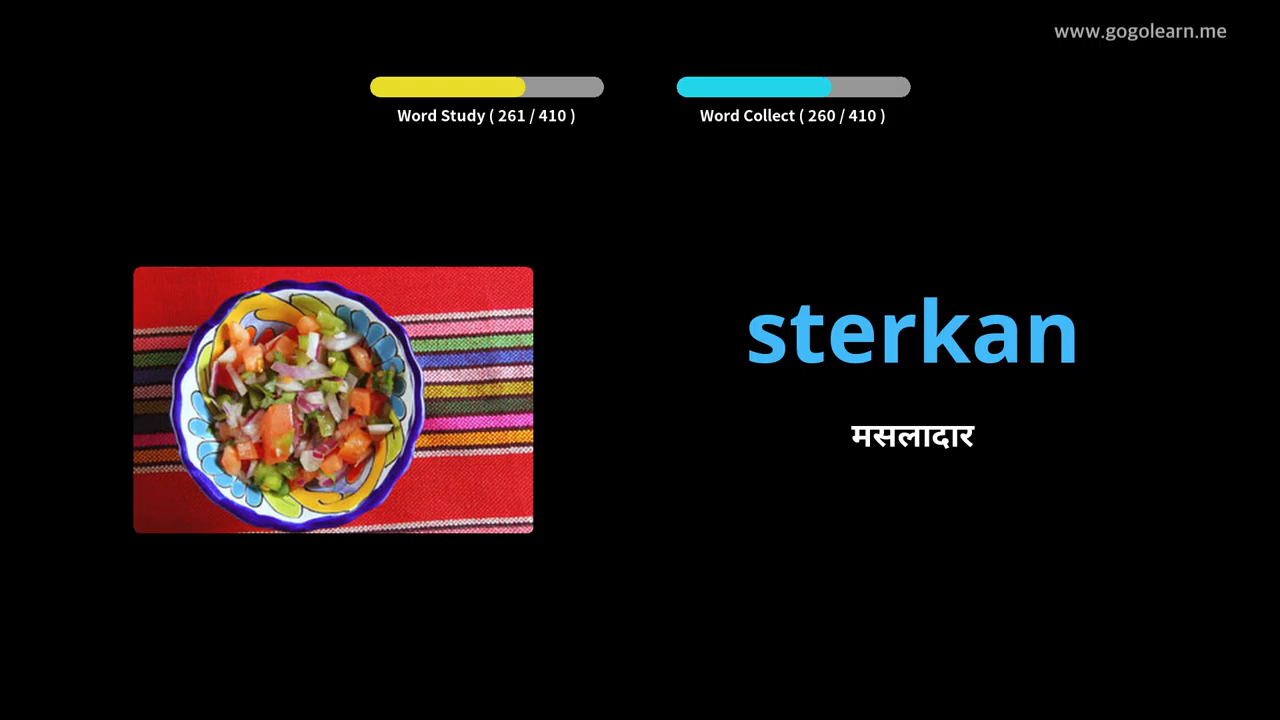 www.gogolearn.me
Word Study ( 261 / 410 )
Word Collect ( 260 / 410 )
sterkan
मसलादार